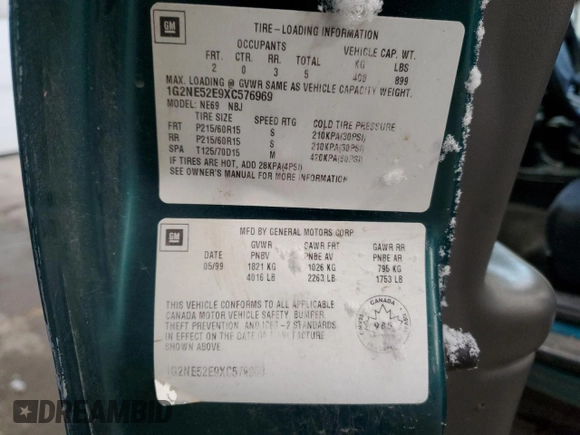 GM
TIRE-LOADING INFORMATION
OCCUPANTS VEHICLE CAP. WT.
FRT. CTR. RR. TOTAL KG LBS
2 0 3 5 408 899
MAX. LOADING @ GVWR SAME AS VEHICLE CAPACITY WEIGHT.
1G2NE52E9XC576969
MODEL: NE69 NBJ
TIRE SIZE SPEED RTG COLD TIRE PRESSURE
FRT P215/60R15 S 210KPA(30PSI)
RR P215/60R15 S 210KPA(30PSI)
SPA T125/70D15 M 420KPA(60PSI)
IF TIRES ARE HOT, ADD 28KPA(4PSI)
SEE OWNER'S MANUAL FOR MORE INFORMATION
GM
MFD BY GENERAL MOTORS CORP
GVWR GAWR FRT GAWR RR
DATE PNBV PNBE AV PNBE AR
05/99 1821 KG 1026 KG 795 KG
4016 LB 2263 LB 1753 LB
THIS VEHICLE CONFORMS TO ALL APPLICABLE
CANADA MOTOR VEHICLE SAFETY, BUMPER,
THEFT PREVENTION, AND STANDARDS
IN EFFECT ON THE DATE OF
SHOWN ABOVE.
CANADA
985
DREAMBID